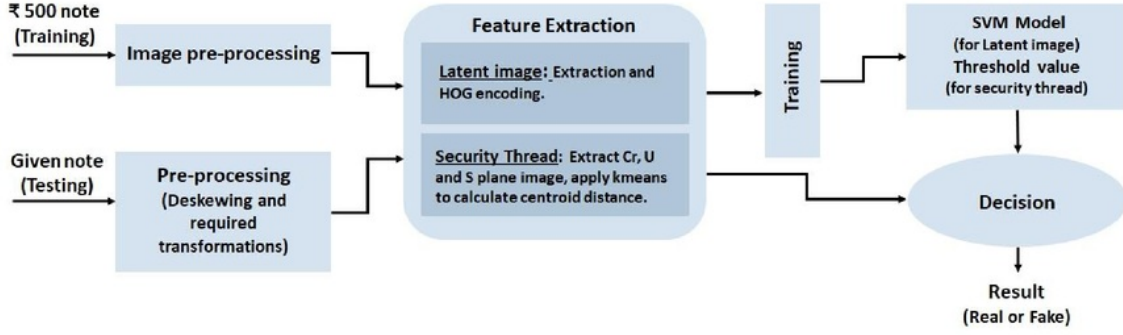 ₹ 500 note
(Training)
Image pre-processing
Given note
(Testing)
Pre-processing
(Deskewing and
required
transformations)
Feature Extraction
Latent image: Extraction and
HOG encoding.
Security Thread: Extract Cr, U
and S plane image, apply kmeans
to calculate centroid distance.
Training
SVM Model
(for Latent image)
Threshold value
(for security thread)
Decision
Result
(Real or Fake)